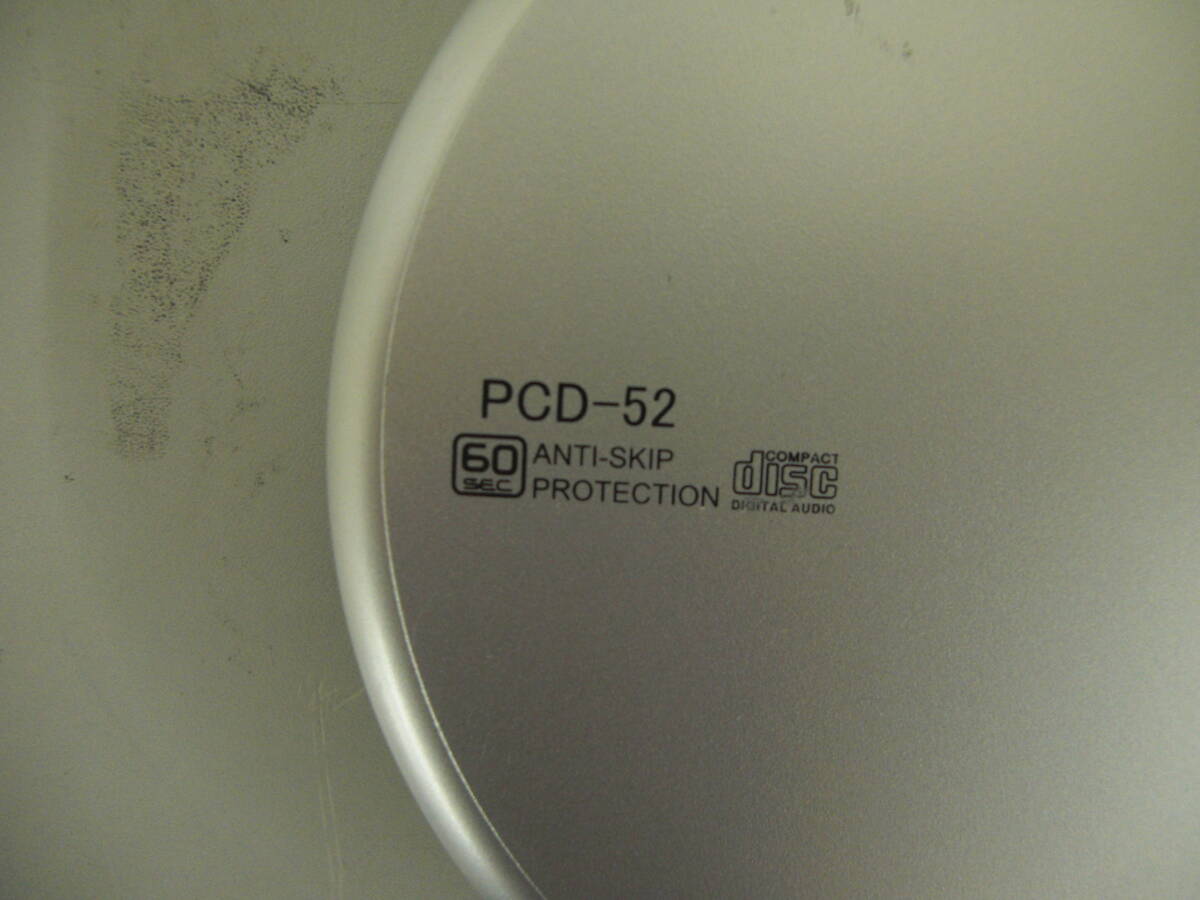 PCD-52
60
SEC
ANTI-SKIP
PROTECTION
COMPACT
disc
DIGITAL AUDIO